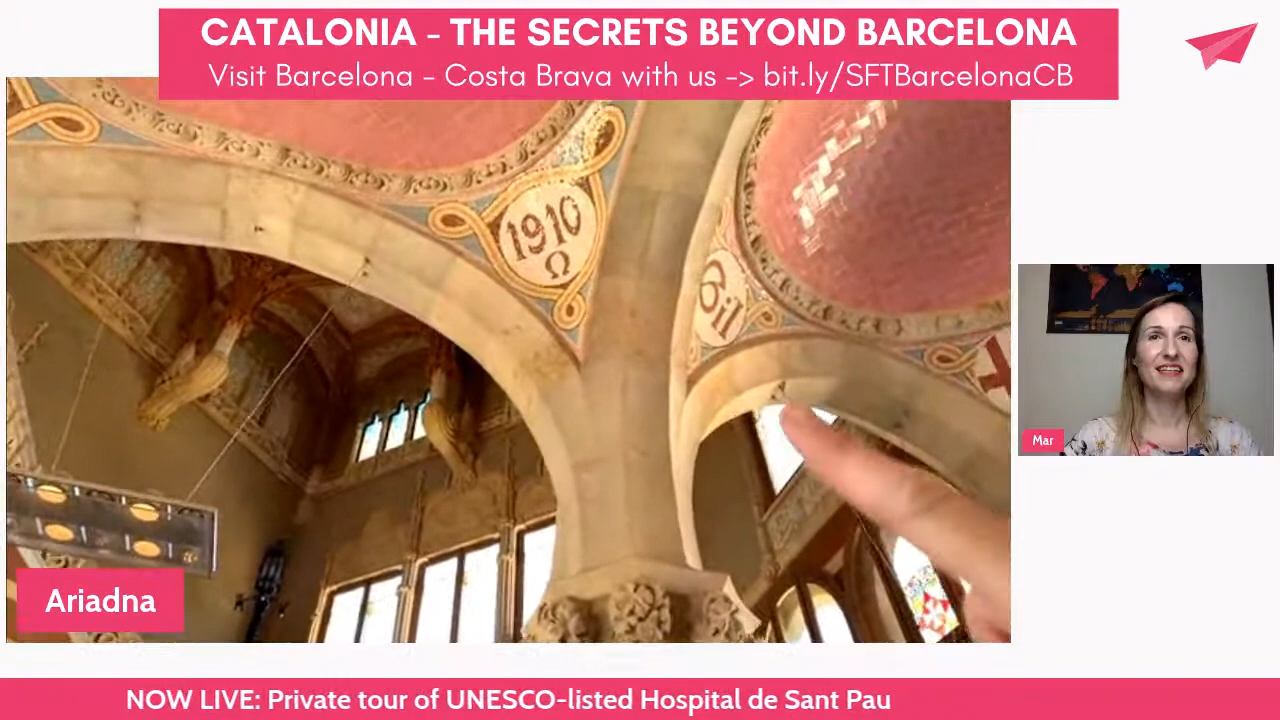 CATALONIA - THE SECRETS BEYOND BARCELONA
Visit Barcelona - Costa Brava with us -> bit.ly/SFTBarcelonaCB
1910
Ω
Gil
Mar
Ariadna
NOW LIVE: Private tour of UNESCO-listed Hospital de Sant Pau